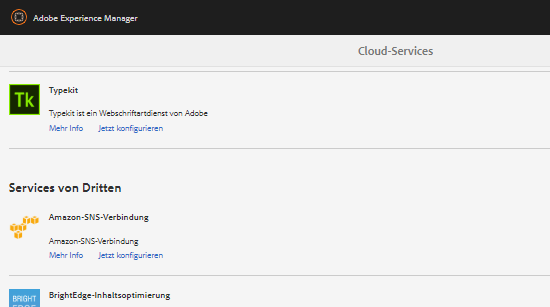 Adobe Experience Manager
Cloud-Services
Tk
Typekit
Typekit ist ein Webschriftartdienst von Adobe
Mehr Info Jetzt konfigurieren
Services von Dritten
Amazon-SNS-Verbindung
Amazon-SNS-Verbindung
Mehr Info Jetzt konfigurieren
BrightEdge-Inhaltsoptimierung
BRIGHT
EDGE